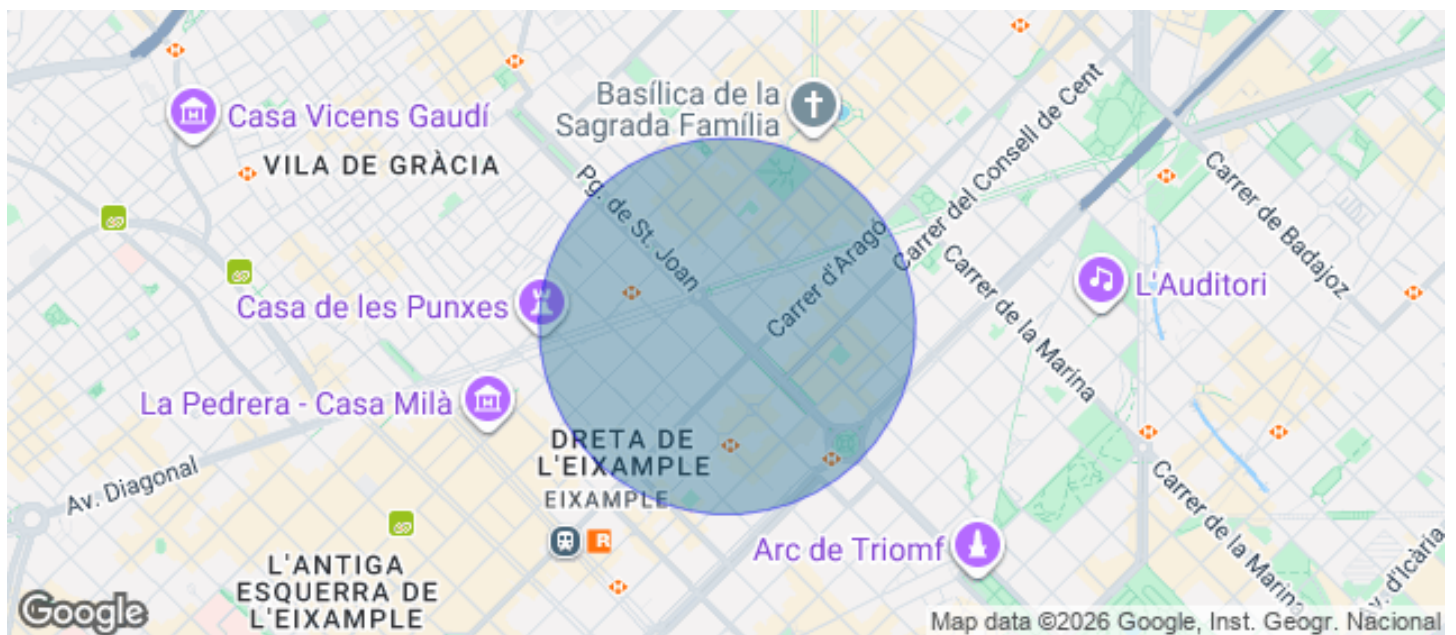 Casa Vicens Gaudí
VILA DE GRÀCIA
Basílica de la
Sagrada Família
Pg. de St. Joan
Carrer del Consell de Cent
Carrer d'Aragó
Carrer de Badajoz
Casa de les Punxes
L'Auditori
Carrer de la Marina
La Pedrera - Casa Milà
DRETA DE
L'EIXAMPLE
EIXAMPLE
Av. Diagonal
R
Arc de Triomf
Carrer de la Marina
Av. d'Icària
L'ANTIGA
ESQUERRA DE
L'EIXAMPLE
Google
Map data ©2026 Google, Inst. Geogr. Nacional